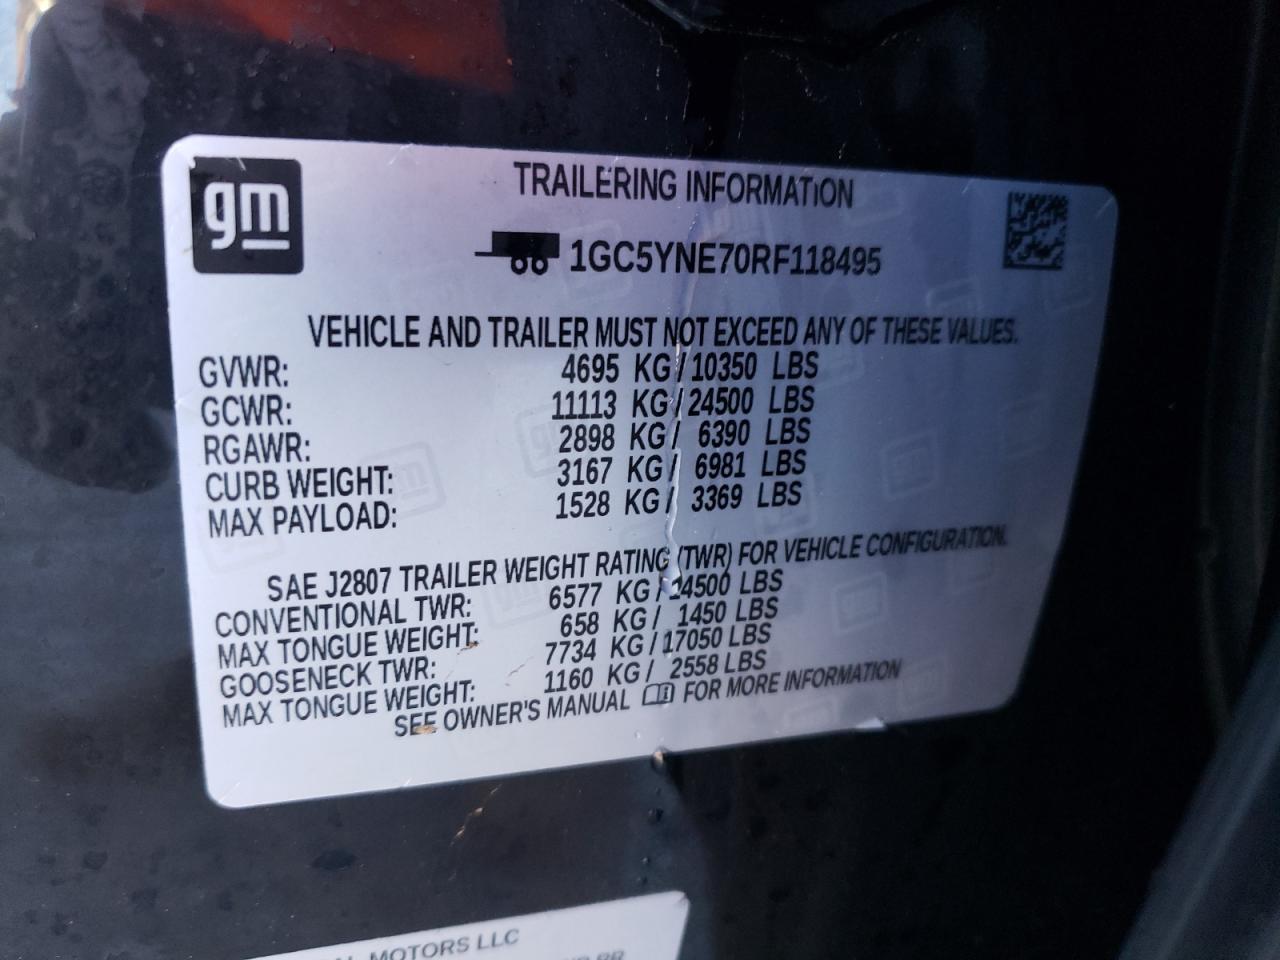 gm
TRAILERING INFORMATION
1GC5YNE70RF118495
VEHICLE AND TRAILER MUST NOT EXCEED ANY OF THESE VALUES.
GVWR: 4695 KG / 10350 LBS
GCWR: 11113 KG / 24500 LBS
RGAWR: 2898 KG / 6390 LBS
CURB WEIGHT: 3167 KG / 6981 LBS
MAX PAYLOAD: 1528 KG / 3369 LBS
SAE J2807 TRAILER WEIGHT RATING (TWR) FOR VEHICLE CONFIGURATION.
CONVENTIONAL TWR: 6577 KG / 14500 LBS
MAX TONGUE WEIGHT: 658 KG / 1450 LBS
GOOSENECK TWR: 7734 KG / 17050 LBS
MAX TONGUE WEIGHT: 1160 KG / 2558 LBS
SEE OWNER'S MANUAL FOR MORE INFORMATION
MOTORS LLC